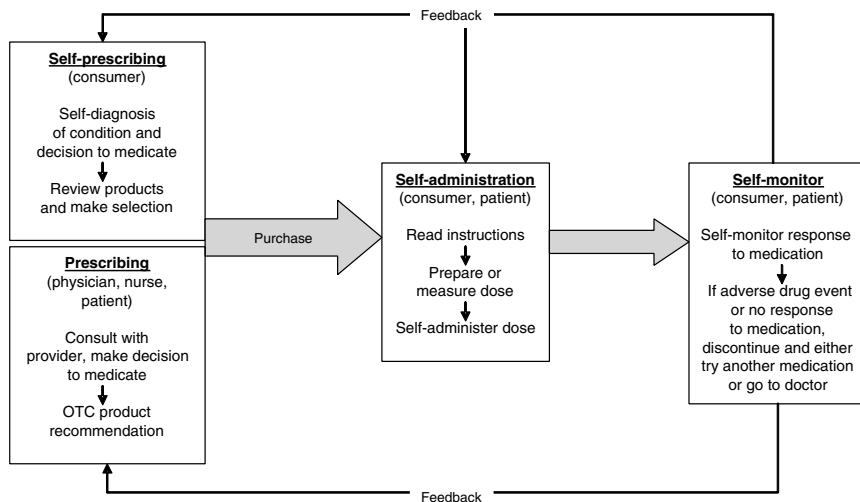 Feedback
Self-prescribing
(consumer)
Self-diagnosis
of condition and
decision to medicate
Review products
and make selection
Prescribing
(physician, nurse,
patient)
Consult with
provider, make decision
to medicate
OTC product
recommendation
Purchase
Self-administration
(consumer, patient)
Read instructions
Prepare or
measure dose
Self-administer dose
Self-monitor
(consumer, patient)
Self-monitor response
to medication
If adverse drug event
or no response
to medication,
discontinue and either
try another medication
or go to doctor
Feedback